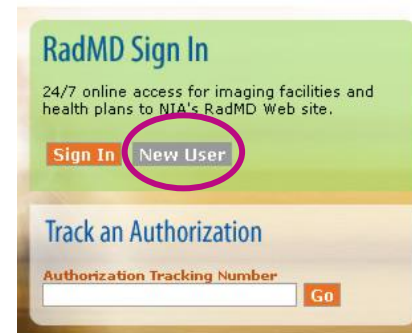 RadMD Sign In
24/7 online access for imaging facilities and
health plans to NIA's RadMD Web site.
Sign In New User
Track an Authorization
Authorization Tracking Number
Go